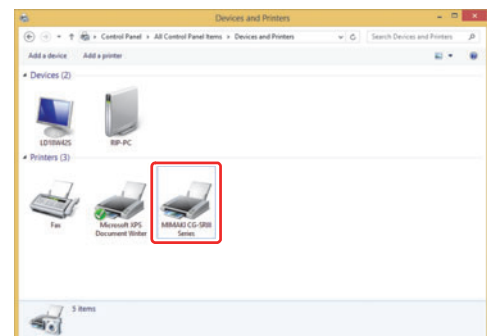 Devices and Printers
Control Panel All Control Panel Items Devices and Printers
Search Devices and Printers
Add a device Add a printer
Devices (2)
RIP-PC
Printers (3)
Fax
Microsoft XPS
Document Writer
MIMAKI CG-SRIII
Series
5 items